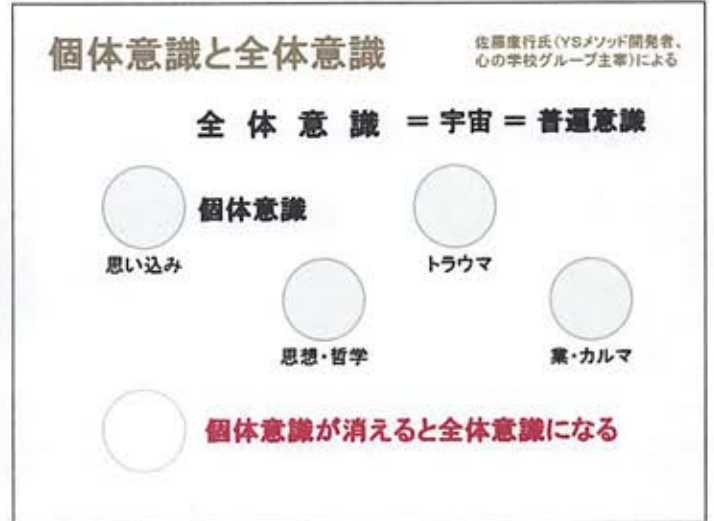 個体意識と全体意識
佐藤康行氏(YSメソッド開発者、
心の学校グループ主宰)による
全体意識 = 宇宙 = 普遍意識
個体意識
思い込み
トラウマ
思想・哲学
業・カルマ
個体意識が消えると全体意識になる